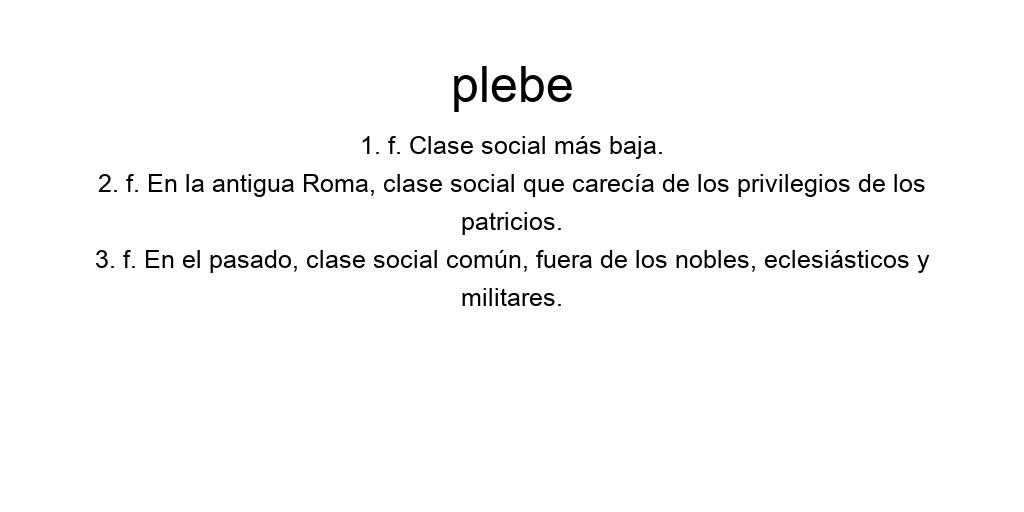 plebe
1. f. Clase social más baja.
2. f. En la antigua Roma, clase social que carecía de los privilegios de los
patricios.
3. f. En el pasado, clase social común, fuera de los nobles, eclesiásticos y
militares.